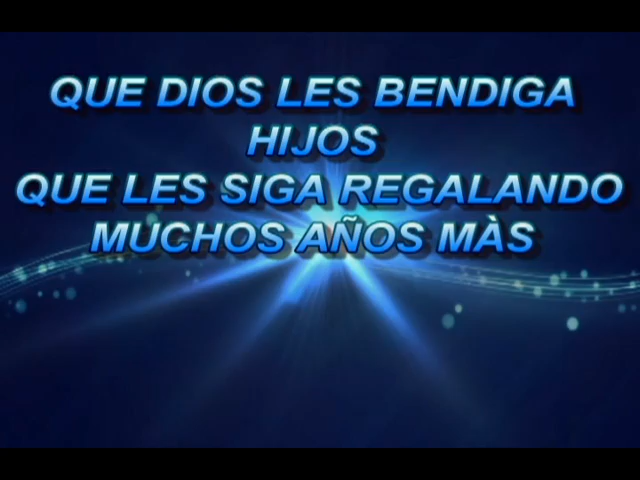 QUE DIOS LES BENDIGA
HIJOS
QUE LES SIGA REGALANDO
MUCHOS AÑOS MÀS